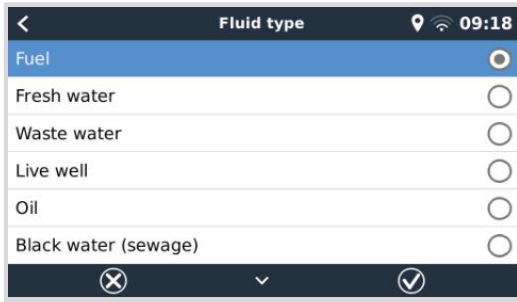 Fluid type 09:18
Fuel
Fresh water
Waste water
Live well
Oil
Black water (sewage)